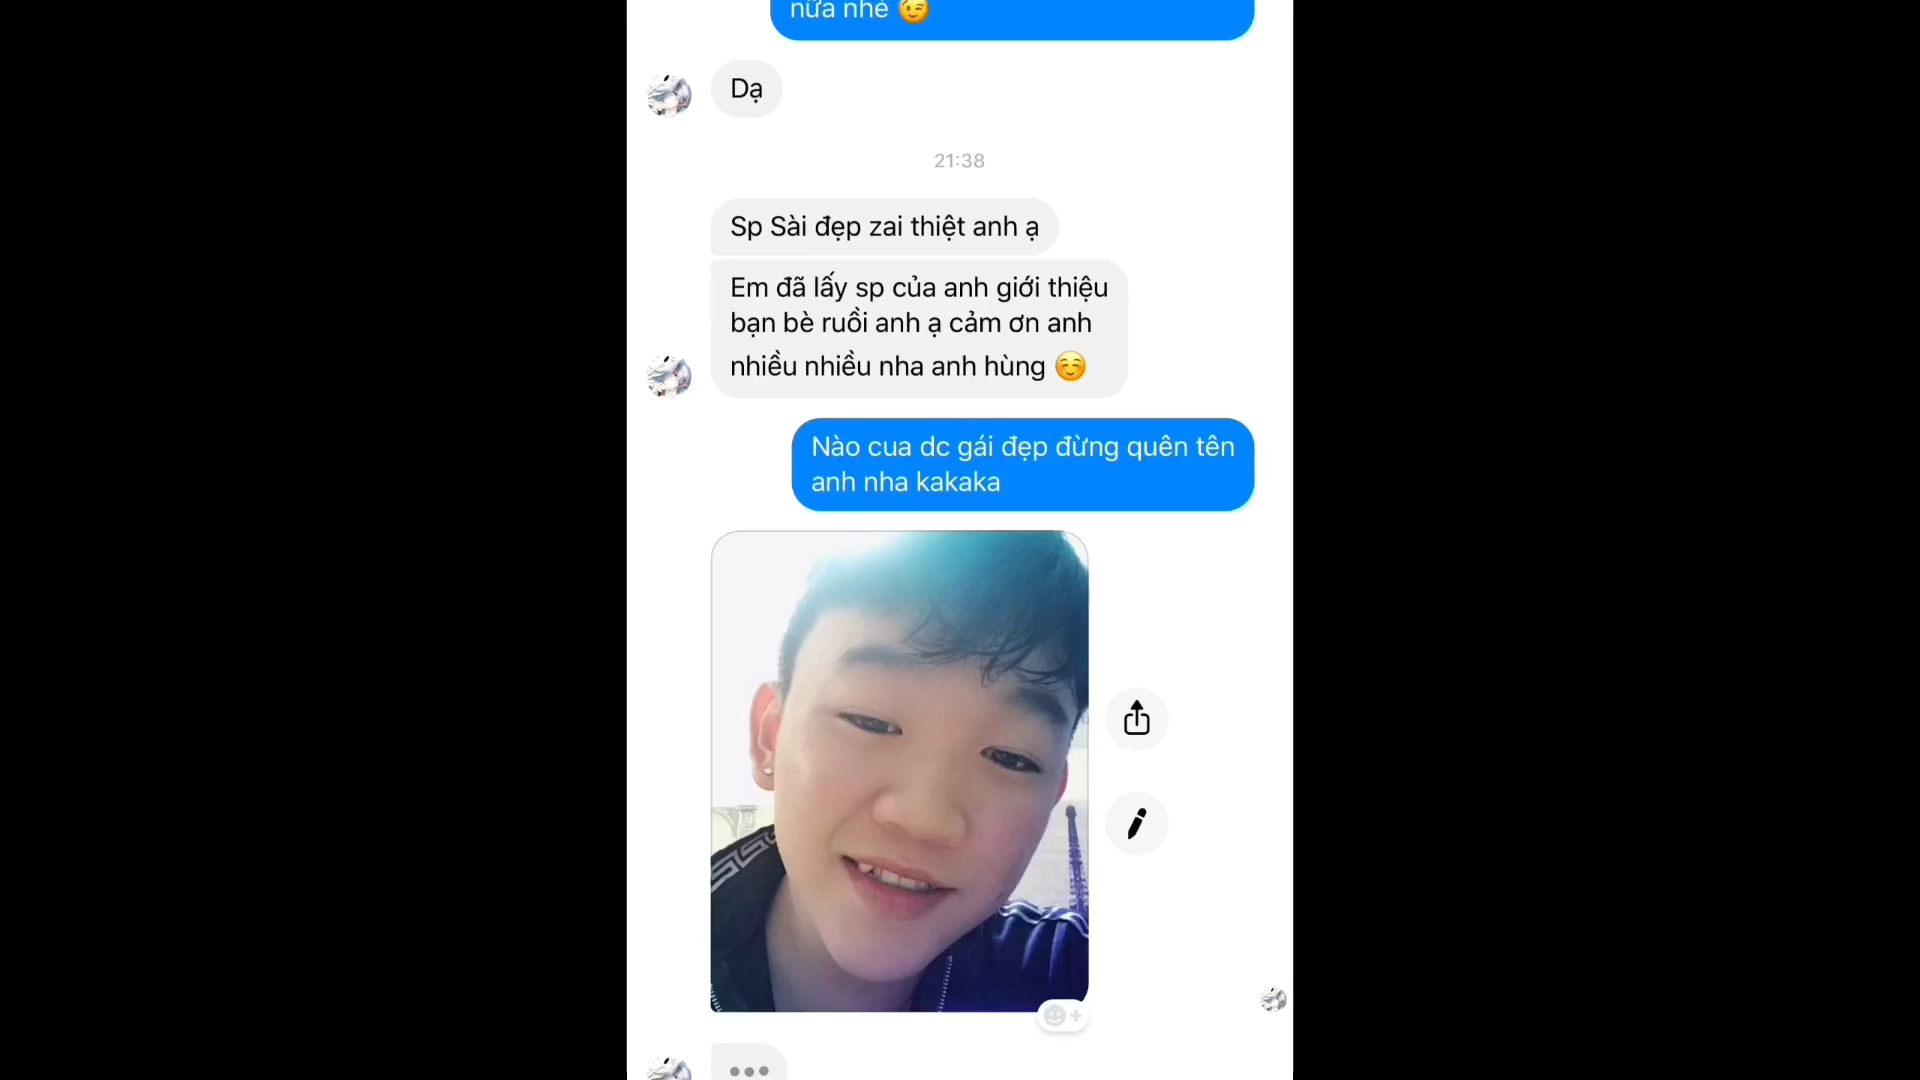 nữa nhé 😉
Dạ
21:38
Sp Sài đẹp zai thiệt anh ạ
Em đã lấy sp của anh giới thiệu
bạn bè ruồi anh ạ cảm ơn anh
nhiều nhiều nha anh hùng ☺️
Nào cua dc gái đẹp đừng quên tên
anh nha kakaka